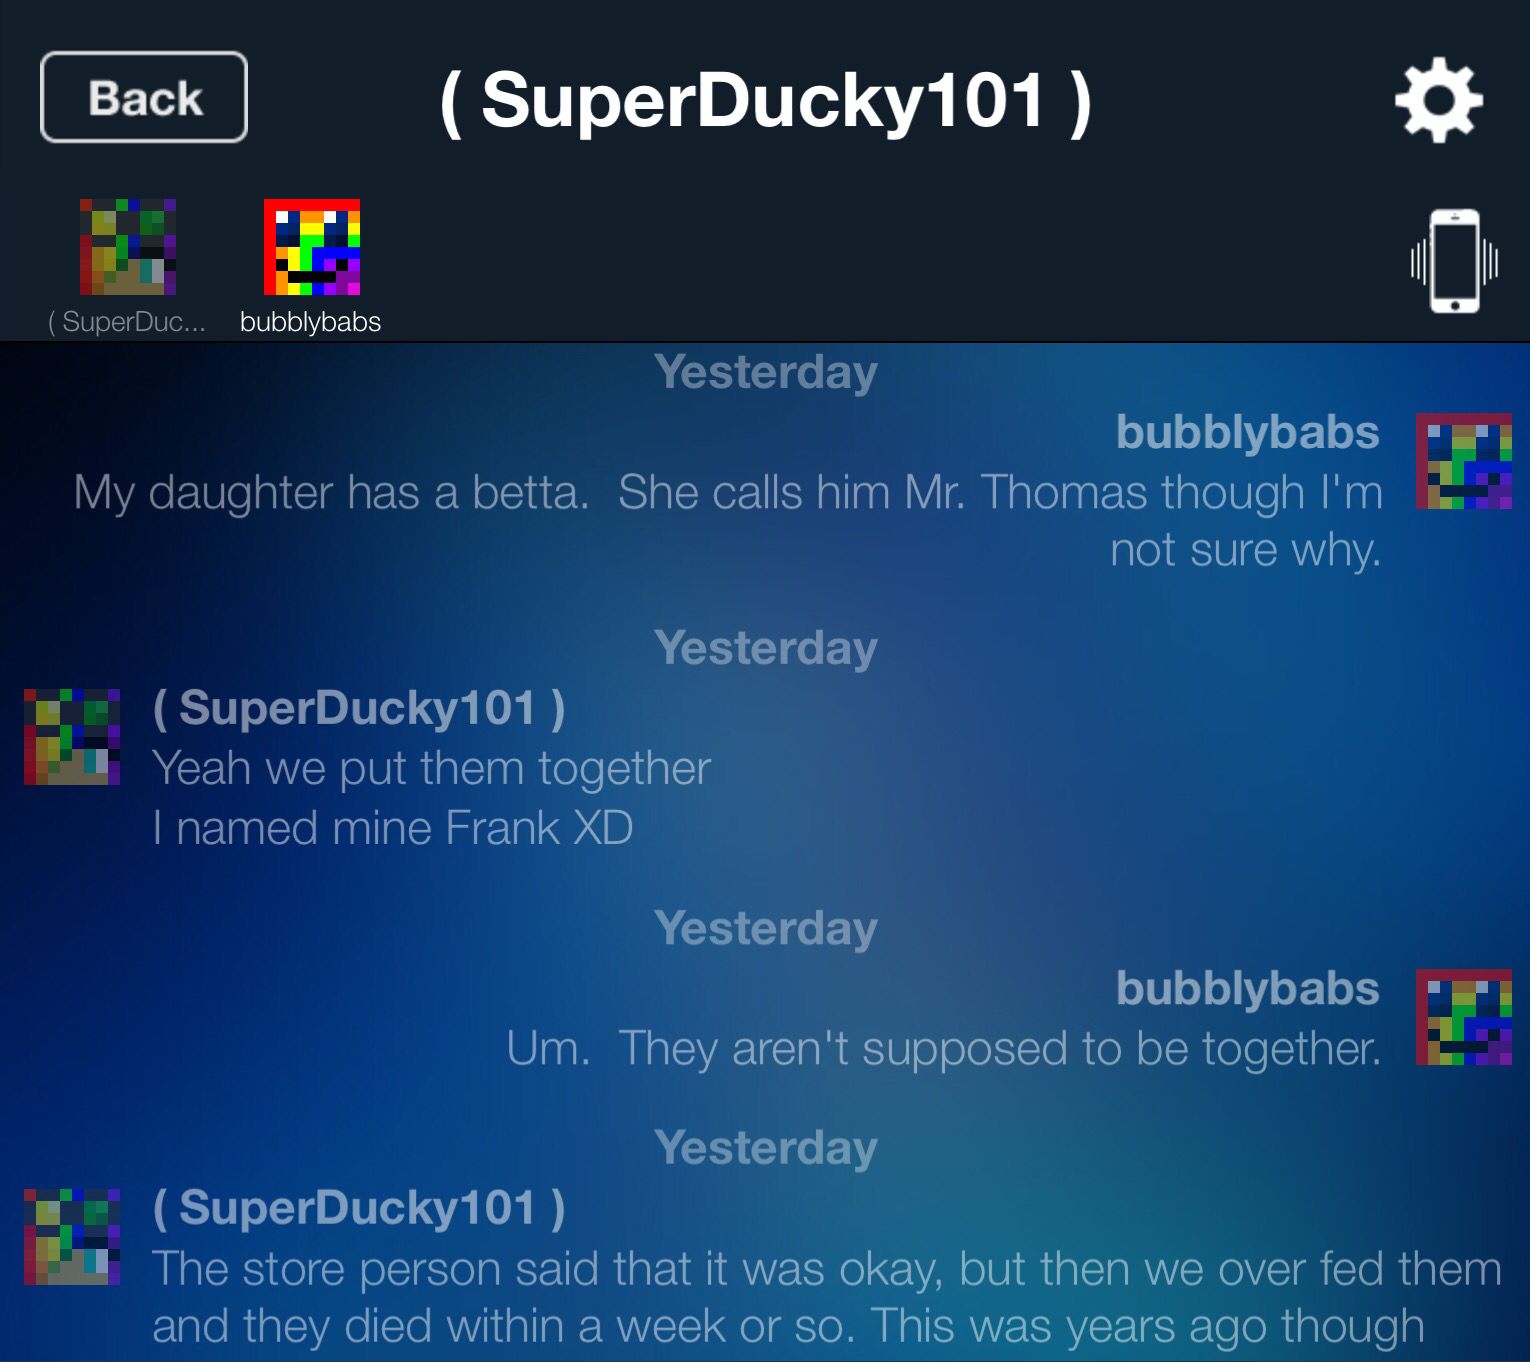 Back
( SuperDucky101 )
( SuperDuc...
bubblybabs
Yesterday
bubblybabs
My daughter has a betta.  She calls him Mr. Thomas though I'm
not sure why.
Yesterday
( SuperDucky101 )
Yeah we put them together
I named mine Frank XD
Yesterday
bubblybabs
Um.  They aren't supposed to be together.
Yesterday
( SuperDucky101 )
The store person said that it was okay, but then we over fed them
and they died within a week or so. This was years ago though